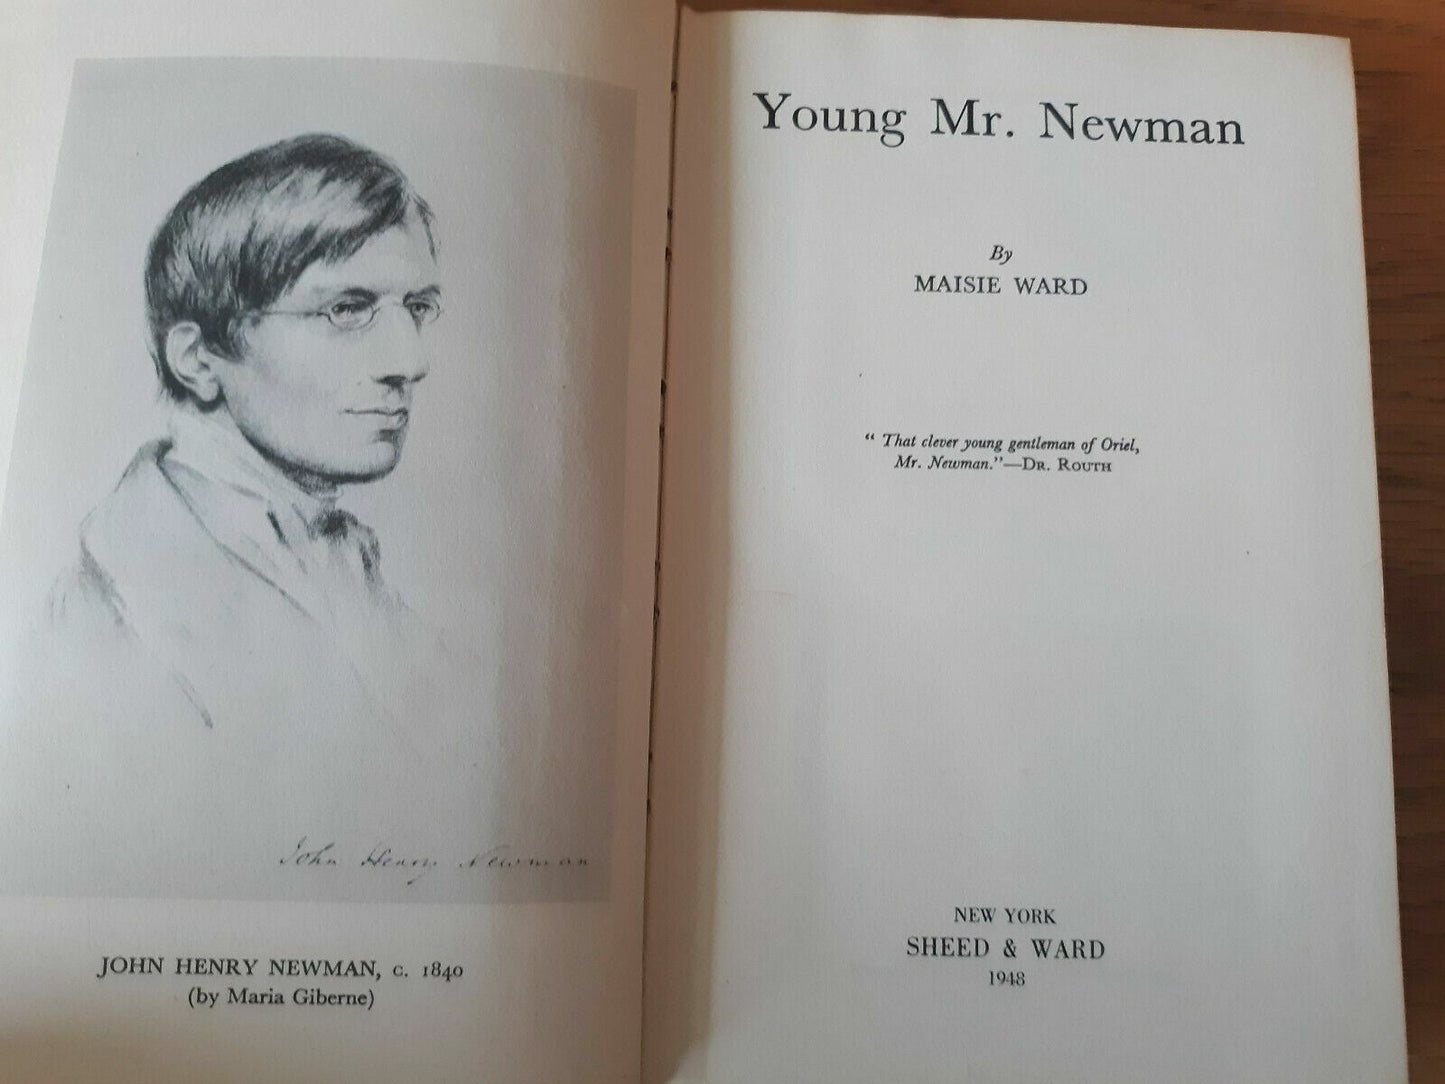 John Henry Newman
JOHN HENRY NEWMAN, c. 1840
(by Maria Giberne)
Young Mr. Newman
By
MAISIE WARD
“ That clever young gentleman of Oriel,
Mr. Newman.”—DR. ROUTH
NEW YORK
SHEED & WARD
1948